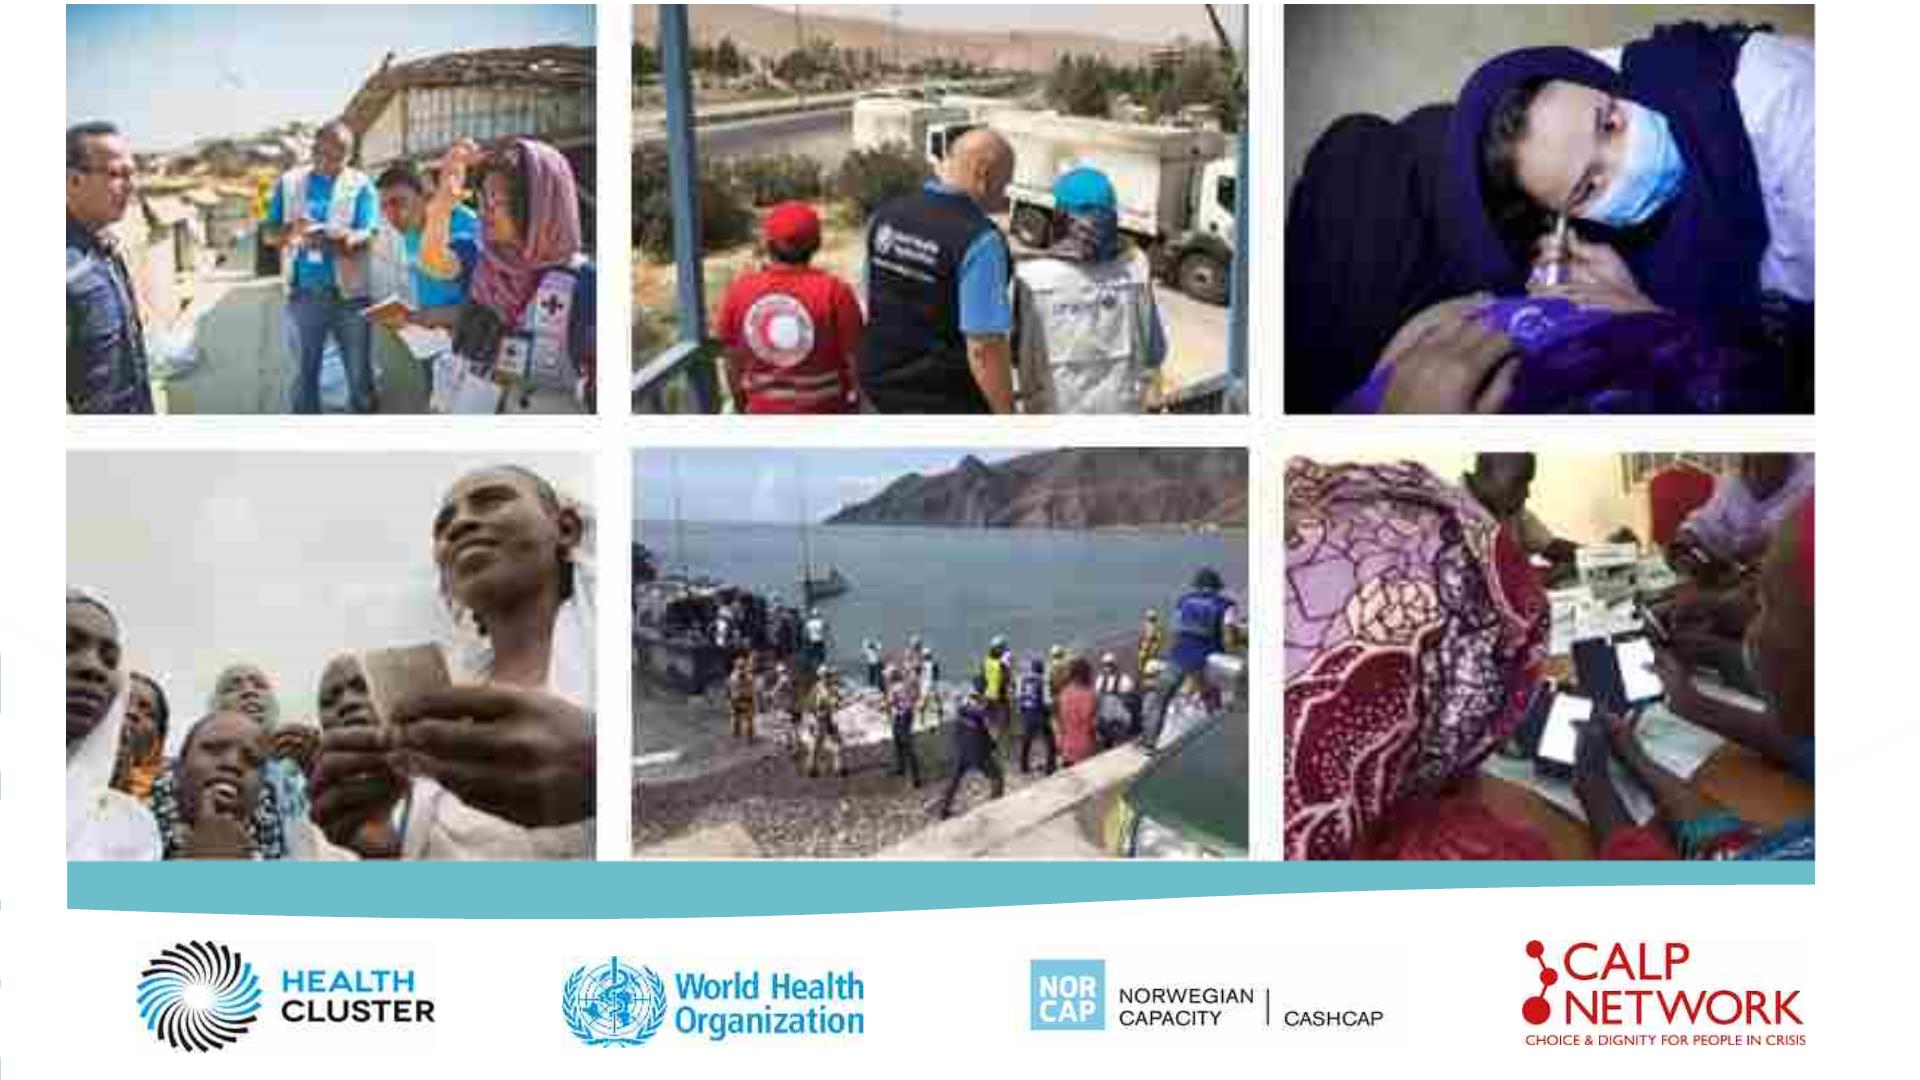 HEALTH
CLUSTER
World Health
Organization
NOR
CAP
NORWEGIAN
CAPACITY
CASHCAP
CALP
NETWORK
CHOICE & DIGNITY FOR PEOPLE IN CRISIS